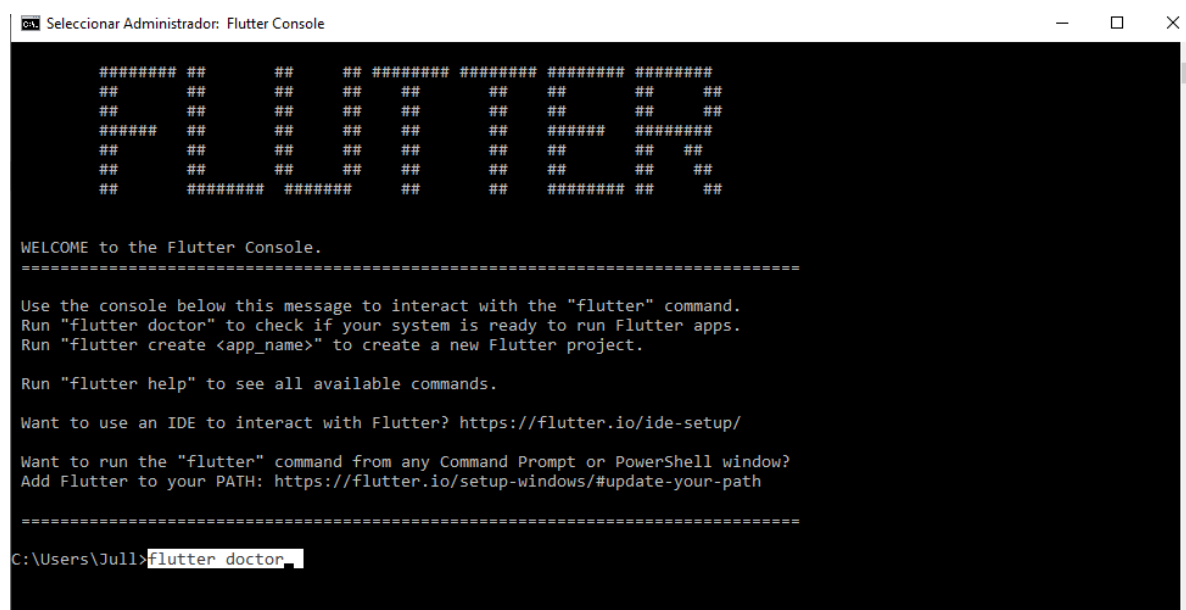 Seleccionar Administrador: Flutter Console
######## ##       ##       ## ######## ######## ######## ########
##       ##       ##       ##    ##       ##    ##       ##     ##
##       ##       ##       ##    ##       ##    ##       ##     ##
######   ##       ##       ##    ##       ##    ######   ########
##       ##       ##       ##    ##       ##    ##       ##   ##
##       ##       ##       ##    ##       ##    ##       ##    ##
##       ######## #######     ##       ##    ######## ##     ##
WELCOME to the Flutter Console.
================================================================================
Use the console below this message to interact with the "flutter" command.
Run "flutter doctor" to check if your system is ready to run Flutter apps.
Run "flutter create <app_name>" to create a new Flutter project.
Run "flutter help" to see all available commands.
Want to use an IDE to interact with Flutter? https://flutter.io/ide-setup/
Want to run the "flutter" command from any Command Prompt or PowerShell window?
Add Flutter to your PATH: https://flutter.io/setup-windows/#update-your-path
================================================================================
C:\Users\Jull>flutter doctor